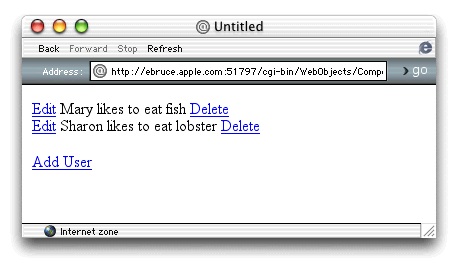 Untitled
Back Forward Stop Refresh
Address: http://ebruce.apple.com:51797/cgi-bin/WebObjects/Compo go
Edit Mary likes to eat fish Delete
Edit Sharon likes to eat lobster Delete
Add User
Internet zone